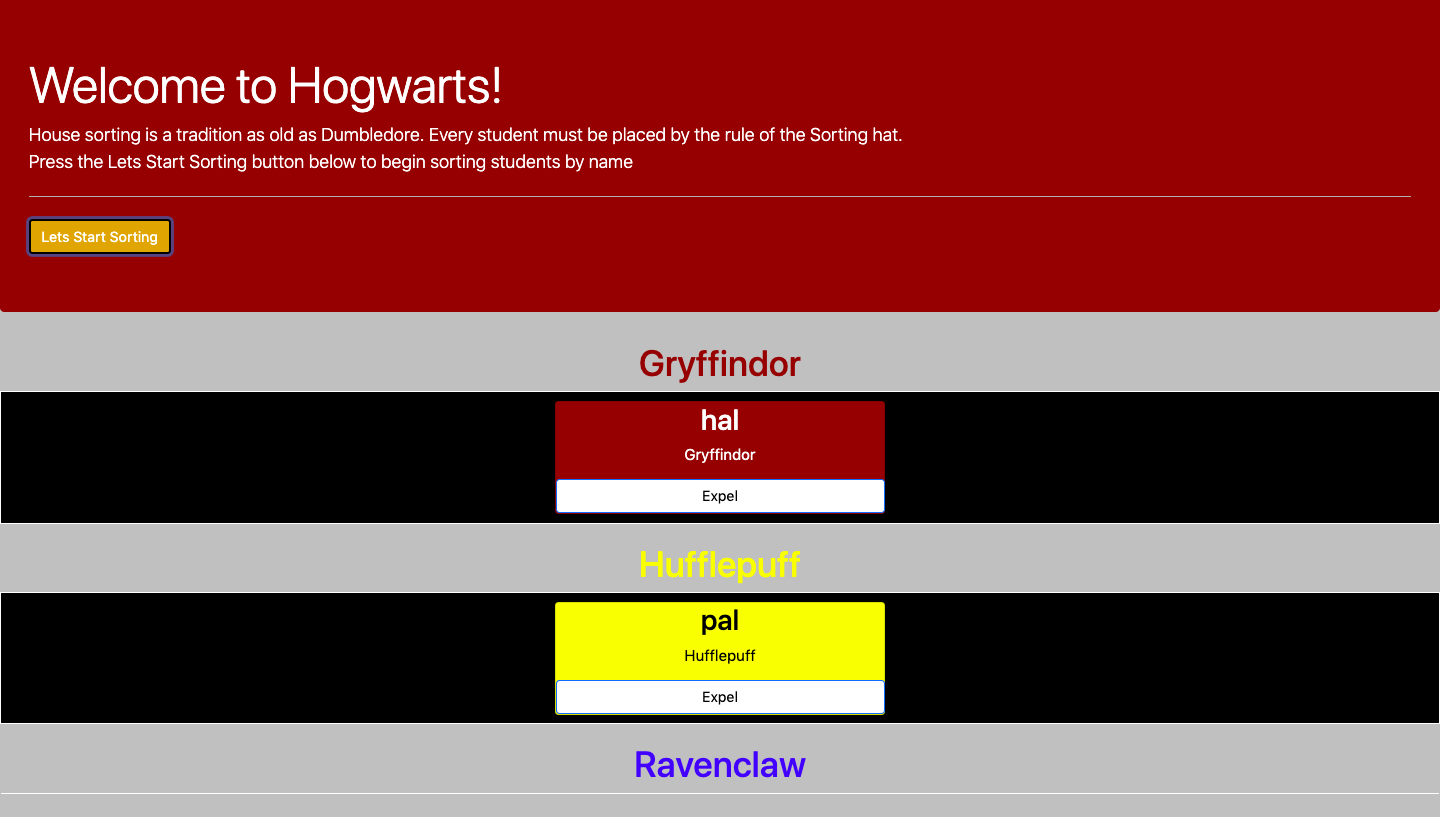 Welcome to Hogwarts!
House sorting is a tradition as old as Dumbledore. Every student must be placed by the rule of the Sorting hat.
Press the Lets Start Sorting button below to begin sorting students by name
Lets Start Sorting
Gryffindor
hal
Gryffindor
Expel
Hufflepuff
pal
Hufflepuff
Expel
Ravenclaw